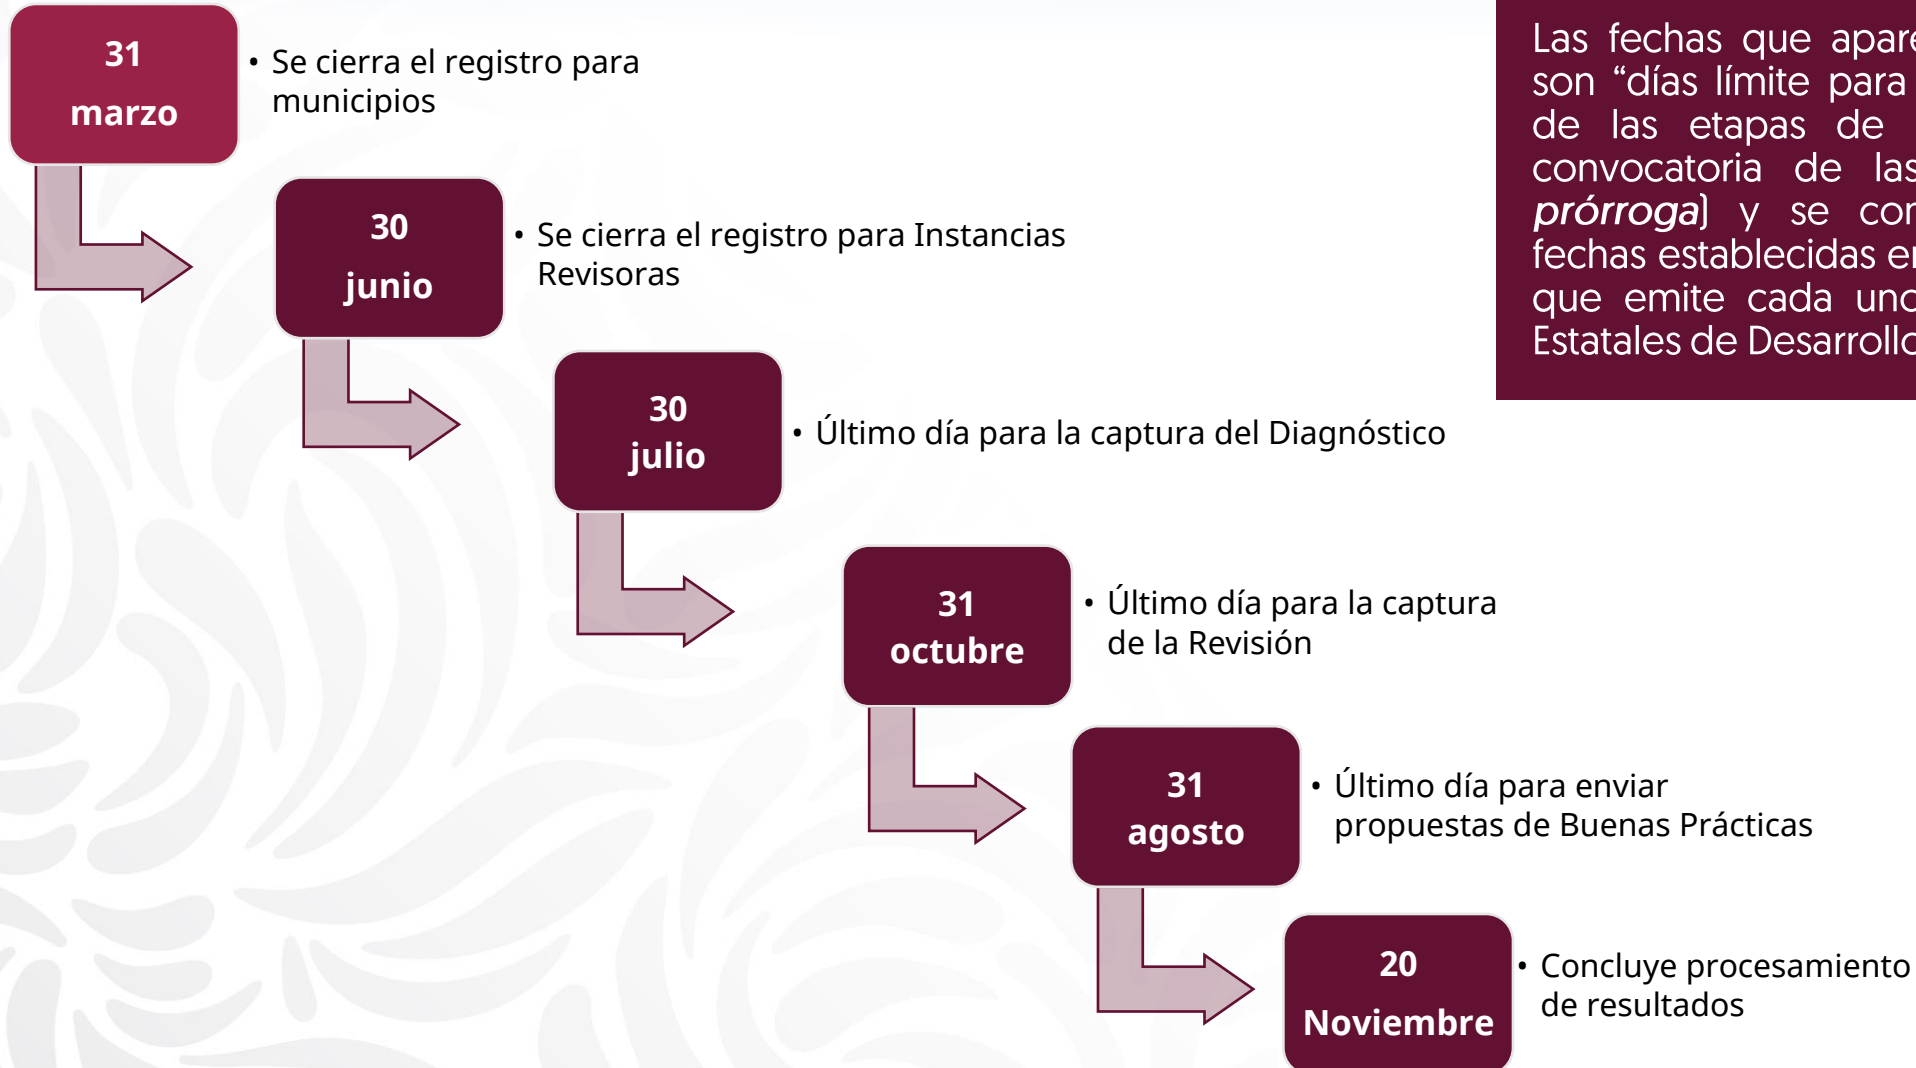 31
marzo
• Se cierra el registro para
municipios
30
junio
• Se cierra el registro para Instancias
Revisoras
30
julio
• Último día para la captura del Diagnóstico
31
octubre
• Último día para la captura
de la Revisión
31
agosto
• Último día para enviar
propuestas de Buenas Prácticas
20
Noviembre
• Concluye procesamiento
de resultados
Las fechas que
son “días límite para
de las etapas de
convocatoria de las
prórroga) y se
fechas establecidas
que emite cada
Estatales de Desarrollo